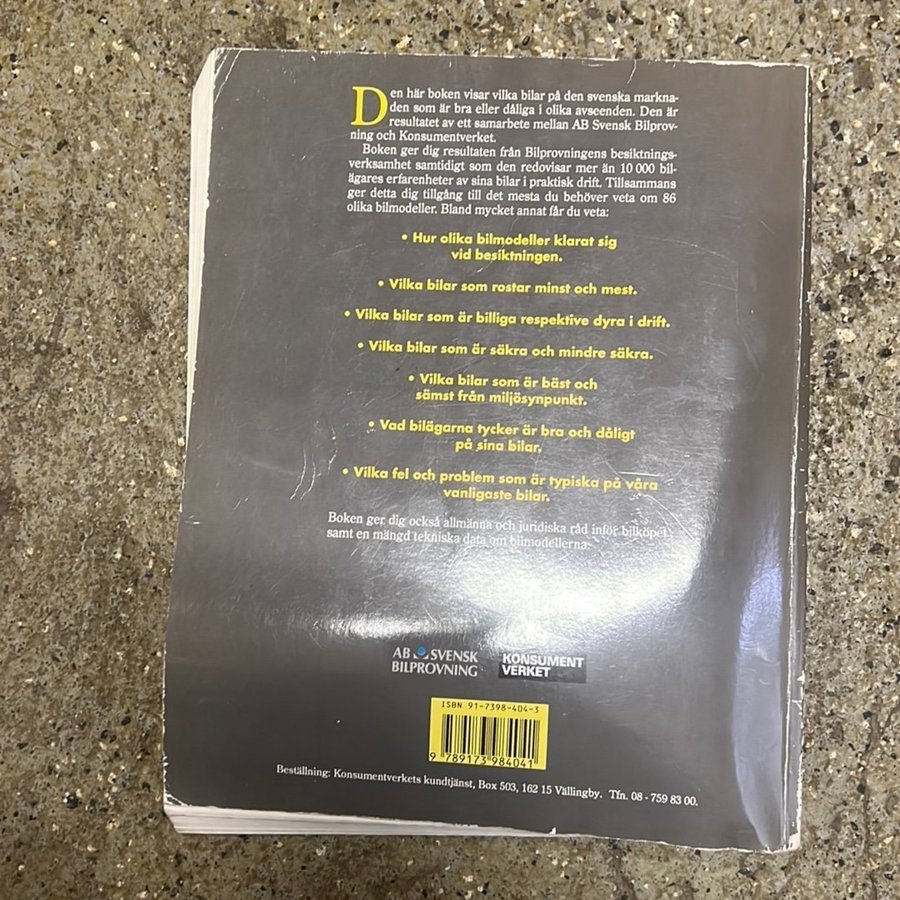 Den här boken visar vilka bilar på den svenska markna-
den som är bra eller dåliga i olika avseenden. Den är
resultatet av ett samarbete mellan AB Svensk Bilprov-
ning och Konsumentverket.
Boken ger dig resultaten från Bilprovningens besiktnings-
verksamhet samtidigt som den redovisar mer än 10 000 bil-
ägares erfarenheter av sina bilar i praktisk drift. Tillsammans
ger detta dig tillgång till det mesta du behöver veta om 86
olika bilmodeller. Bland mycket annat får du veta:
• Hur olika bilmodeller klarat sig
vid besiktningen.
• Vilka bilar som rostar minst och mest.
• Vilka bilar som är billiga respektive dyra i drift.
• Vilka bilar som är säkra och mindre säkra.
• Vilka bilar som är bäst och
sämst från miljösynpunkt.
• Vad bilägarna tycker är bra och dåligt
på sina bilar.
• Vilka fel och problem som är typiska på våra
vanligaste bilar.
Boken ger dig också allmänna och juridiska råd inför bilköpet,
samt en mängd tekniska data om bilmodellerna.
AB SVENSK
BILPROVNING
KONSUMENT
VERKET
ISBN 91-7398-404-3
9 789173 984041
Beställning: Konsumentverkets kundtjänst, Box 503, 162 15 Vällingby. Tfn. 08 - 759 83 00.